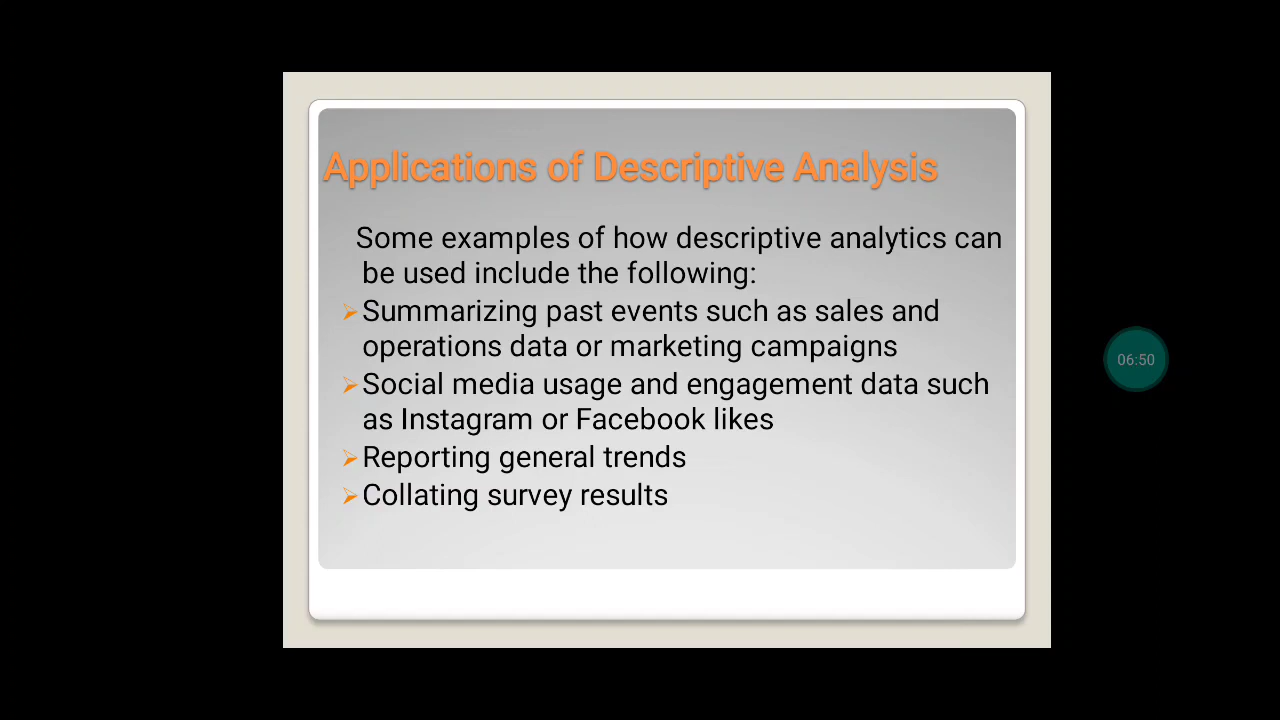 Applications of Descriptive Analysis
Some examples of how descriptive analytics can
be used include the following:
Summarizing past events such as sales and
operations data or marketing campaigns
Social media usage and engagement data such
as Instagram or Facebook likes
Reporting general trends
Collating survey results
06:50